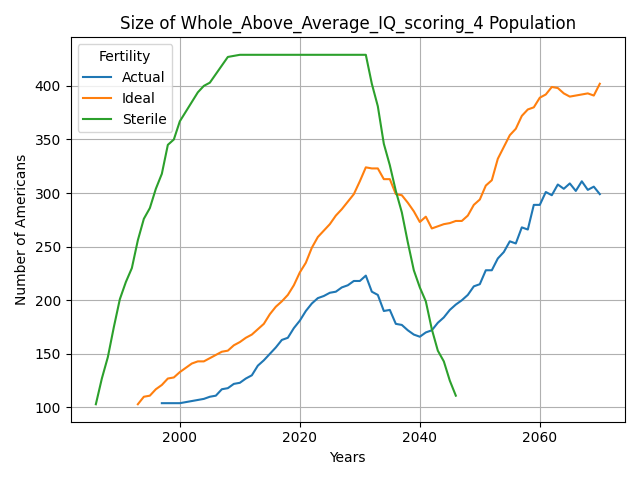 Size of Whole_Above_Average_IQ_scoring_4 Population
Fertility
Actual
Ideal
Sterile
Number of Americans
400
350
300
250
200
150
100
2000
2020
2040
2060
Years